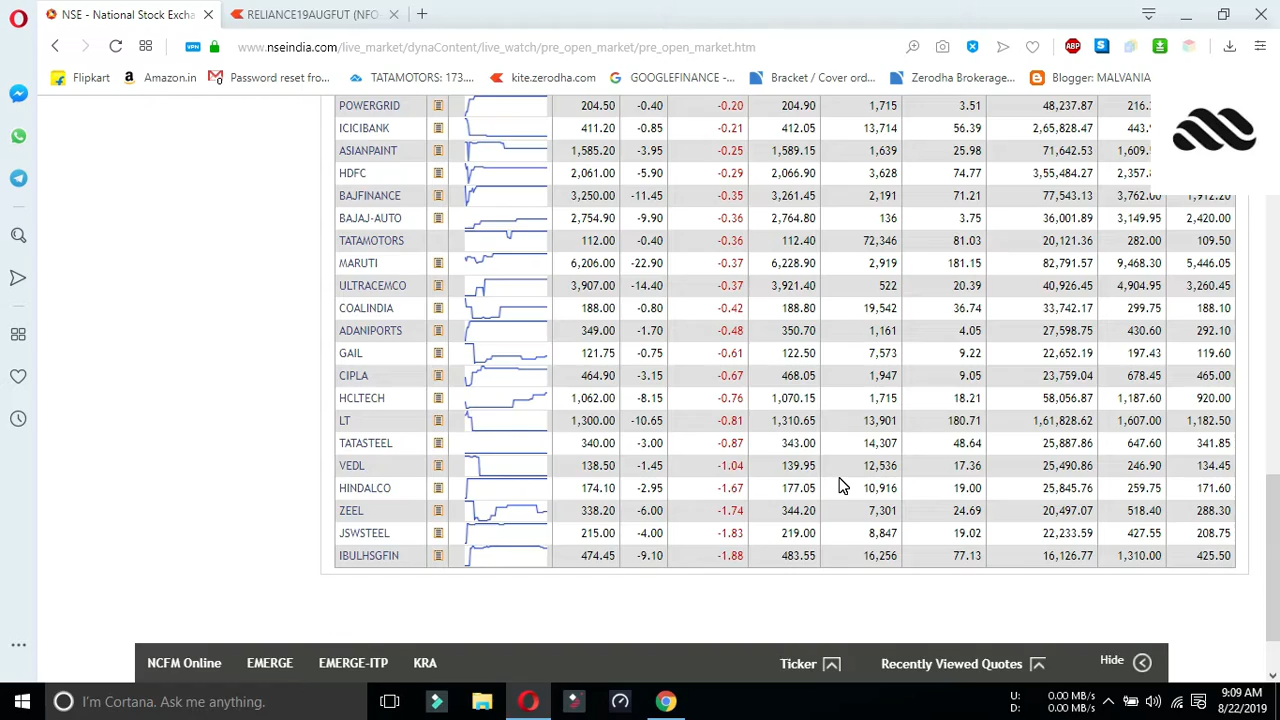 NSE - National Stock Excha
RELIANCE19AUGFUT (NFO-
VPN
www.nseindia.com/live_market/dynaContent/live_watch/pre_open_market/pre_open_market.htm
ABP
Flipkart Amazon.in Password reset fro... TATAMOTORS: 173.... kite.zerodha.com GOOGLEFINANCE -... Bracket / Cover ord... Zerodha Brokerage... Blogger: MALVANIA
POWERGRID 204.50 -0.40 -0.20 204.90 1,715 3.51 48,237.87 216.
ICICIBANK 411.20 -0.85 -0.21 412.05 13,714 56.39 2,65,828.47 443.
ASIANPAINT 1,585.20 -3.95 -0.25 1,589.15 1,639 25.98 71,642.53 1,609.
HDFC 2,061.00 -5.90 -0.29 2,066.90 3,628 74.77 3,55,484.27 2,357.
BAJFINANCE 3,250.00 -11.45 -0.35 3,261.45 2,191 71.21 77,543.13 3,762.00 1,912.20
BAJAJ-AUTO 2,754.90 -9.90 -0.36 2,764.80 136 3.75 36,001.89 3,149.95 2,420.00
TATAMOTORS 112.00 -0.40 -0.36 112.40 72,346 81.03 20,121.36 282.00 109.50
MARUTI 6,206.00 -22.90 -0.37 6,228.90 2,919 181.15 82,791.57 9,468.30 5,446.05
ULTRACEMCO 3,907.00 -14.40 -0.37 3,921.40 522 20.39 40,926.45 4,904.95 3,260.45
COALINDIA 188.00 -0.80 -0.42 188.80 19,542 36.74 33,742.17 299.75 188.10
ADANIPORTS 349.00 -1.70 -0.48 350.70 1,161 4.05 27,598.75 430.60 292.10
GAIL 121.75 -0.75 -0.61 122.50 7,573 9.22 22,652.19 197.43 119.60
CIPLA 464.90 -3.15 -0.67 468.05 1,947 9.05 23,759.04 678.45 465.00
HCLTECH 1,062.00 -8.15 -0.76 1,070.15 1,715 18.21 58,056.87 1,187.60 920.00
LT 1,300.00 -10.65 -0.81 1,310.65 13,901 180.71 1,61,828.62 1,607.00 1,182.50
TATASTEEL 340.00 -3.00 -0.87 343.00 14,307 48.64 25,887.86 647.60 341.85
VEDL 138.50 -1.45 -1.04 139.95 12,536 17.36 25,490.86 246.90 134.45
HINDALCO 174.10 -2.95 -1.67 177.05 10,916 19.00 25,845.76 259.75 171.60
ZEEL 338.20 -6.00 -1.74 344.20 7,301 24.69 20,497.07 518.40 288.30
JSWSTEEL 215.00 -4.00 -1.83 219.00 8,847 19.02 22,233.59 427.55 208.75
IBULHSGFIN 474.45 -9.10 -1.88 483.55 16,256 77.13 16,126.77 1,310.00 425.50
NCFM Online EMERGE EMERGE-ITP KRA Ticker Recently Viewed Quotes Hide
I'm Cortana. Ask me anything.
U: 0.00 MB/s
D: 0.00 MB/s
9:09 AM
8/22/2019